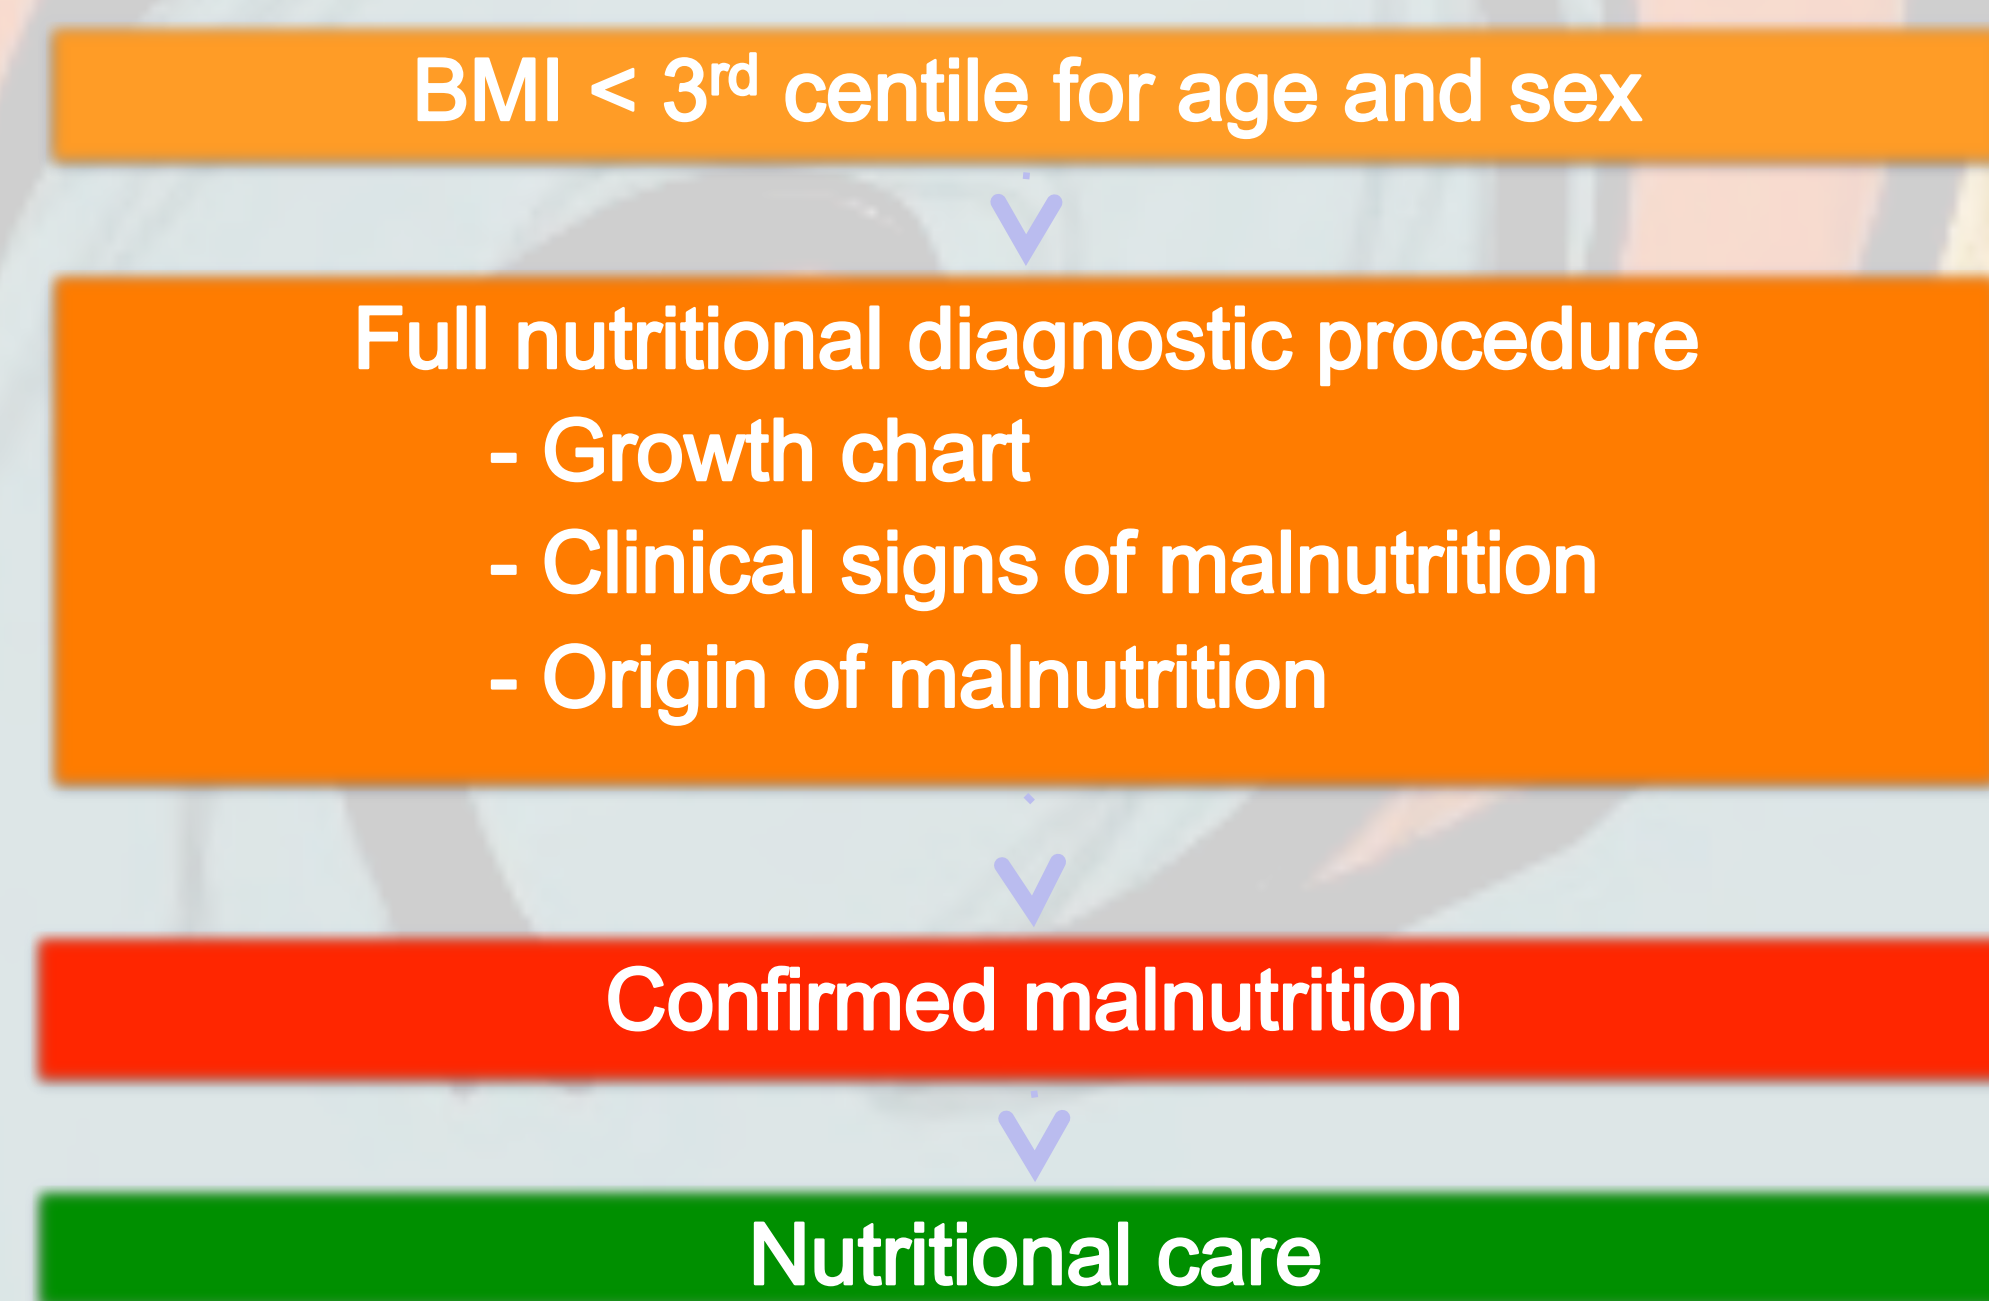 BMI < 3rd centile for age and sex
Full nutritional diagnostic procedure
- Growth chart
- Clinical signs of malnutrition
- Origin of malnutrition
Confirmed malnutrition
Nutritional care